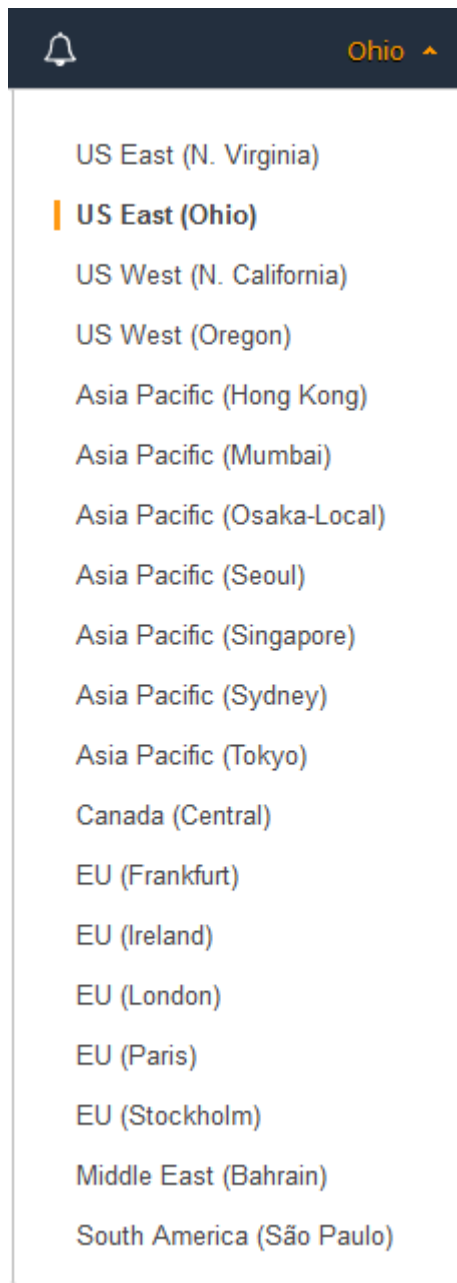 Ohio
US East (N. Virginia)
US East (Ohio)
US West (N. California)
US West (Oregon)
Asia Pacific (Hong Kong)
Asia Pacific (Mumbai)
Asia Pacific (Osaka-Local)
Asia Pacific (Seoul)
Asia Pacific (Singapore)
Asia Pacific (Sydney)
Asia Pacific (Tokyo)
Canada (Central)
EU (Frankfurt)
EU (Ireland)
EU (London)
EU (Paris)
EU (Stockholm)
Middle East (Bahrain)
South America (São Paulo)